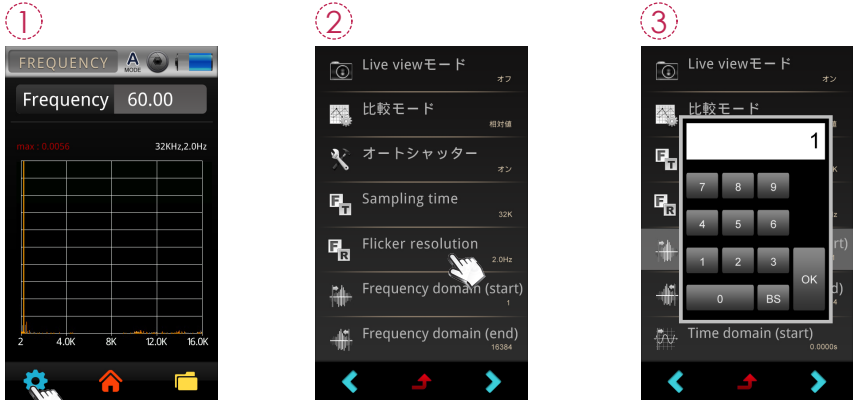 1
FREQUENCY
A
MODE
i
Frequency 60.00
max : 0.0056
32KHz,2.0Hz
2 4.0K 8K 12.0K 16.0K
2
Live viewモード
オフ
比較モード
相対値
オートシャッター
オン
Sampling time
32K
Flicker resolution
2.0Hz
Frequency domain (start)
1
Frequency domain (end)
16384
3
Live viewモード
オン
比較モード
1
7 8 9
4 5 6
1 2 3
OK
0 BS
Time domain (start)
0.0000s